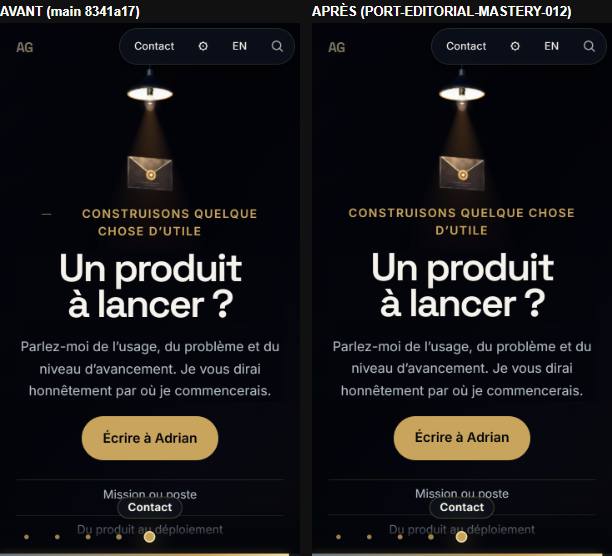 AVANT (main 8341a17)
AG
Contact EN
— CONSTRUISONS QUELQUE
CHOSE D'UTILE
Un produit
à lancer ?
Parlez-moi de l'usage, du problème et du
niveau d'avancement. Je vous dirai
honnêtement par où je commencerais.
Écrire à Adrian
Mission ou poste
Contact
Du produit au déploiement
APRÈS (PORT-EDITORIAL-MASTERY-012)
AG
Contact EN
CONSTRUISONS QUELQUE CHOSE
D'UTILE
Un produit
à lancer ?
Parlez-moi de l'usage, du problème et du
niveau d'avancement. Je vous dirai
honnêtement par où je commencerais.
Écrire à Adrian
Mission ou poste
Contact
Du produit au déploiement